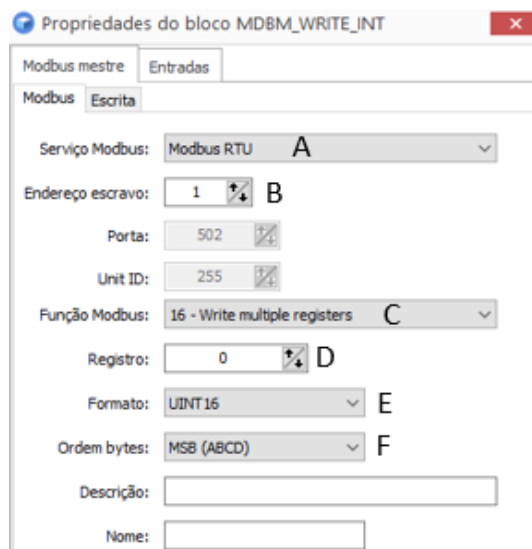 Propriedades do bloco MDBM_WRITE_INT
Modbus mestre Entradas
Modbus Escrita
Serviço Modbus: Modbus RTU A
Endereço escravo: 1 B
Porta: 502
Unit ID: 255
Função Modbus: 16 - Write multiple registers C
Registro: 0 D
Formato: UINT16 E
Ordem bytes: MSB (ABCD) F
Descrição:
Nome: